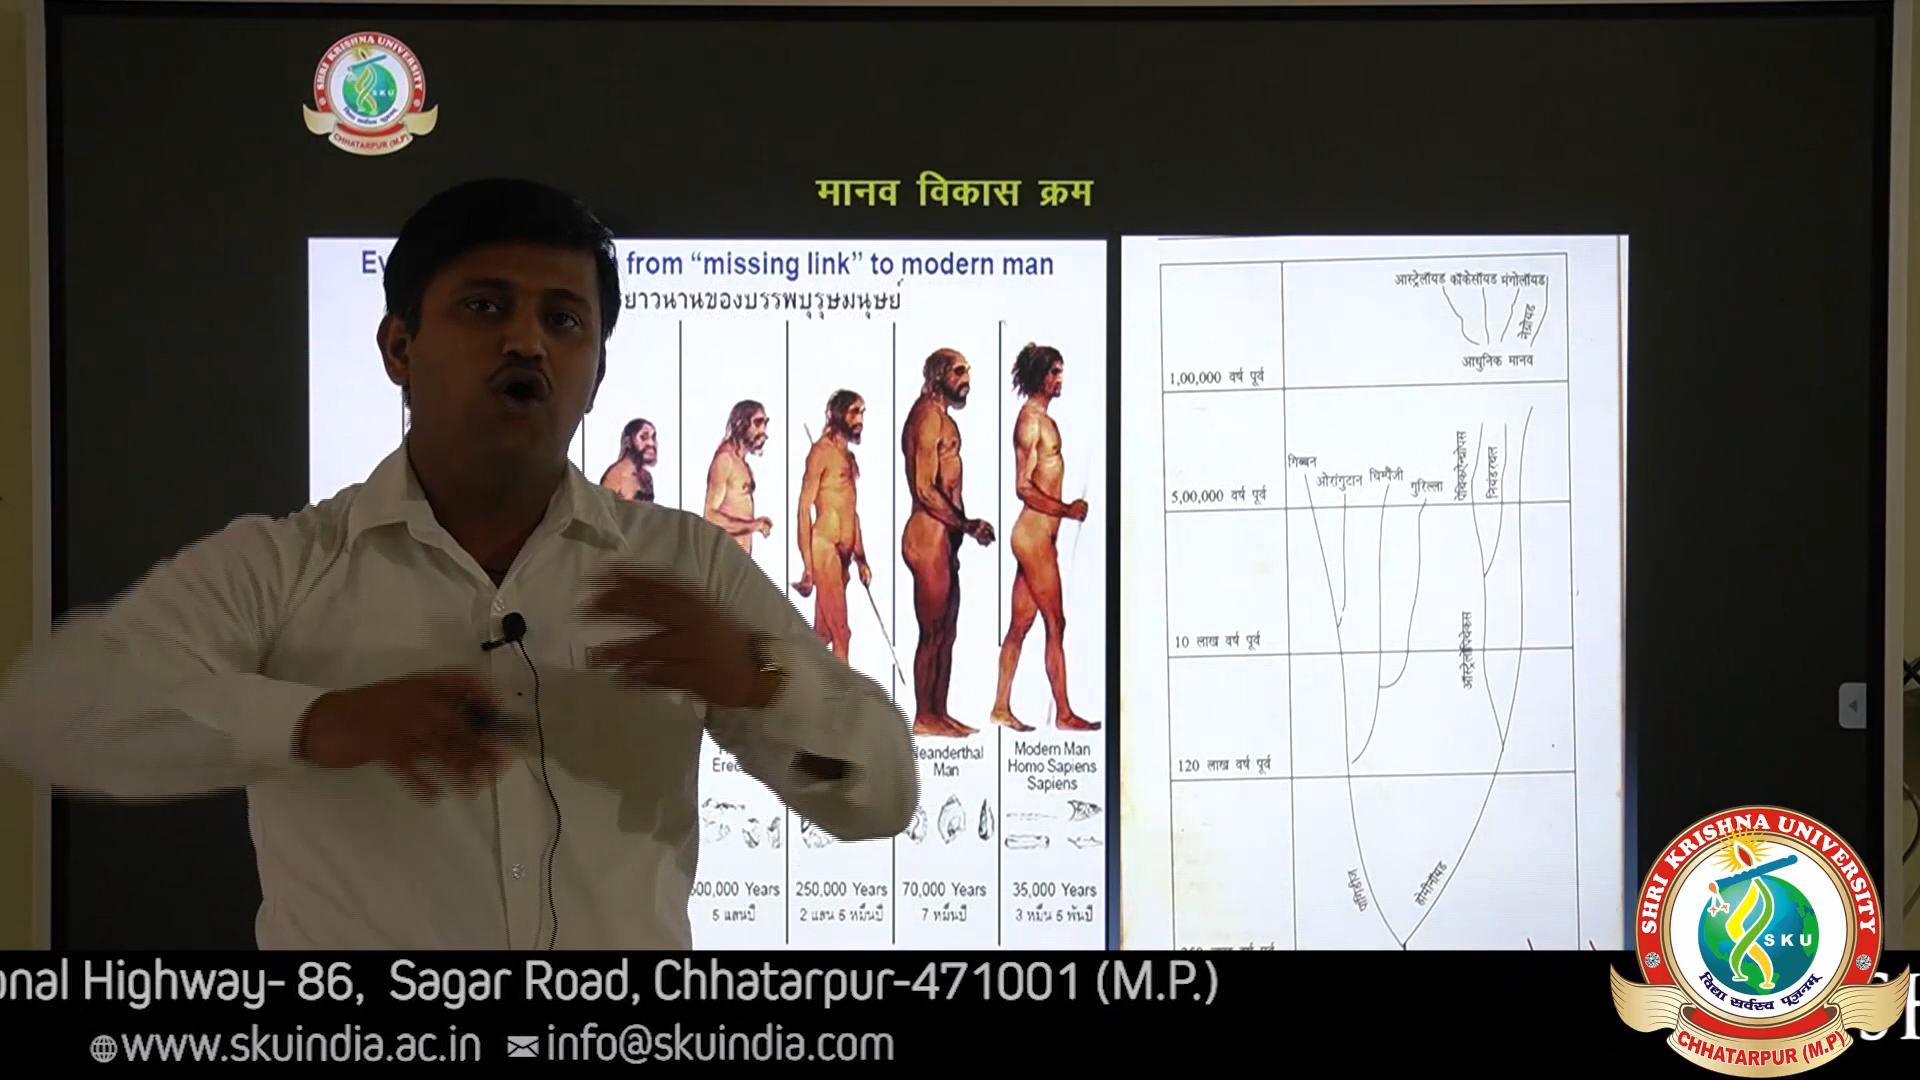 SHRI KRISHNA UNIVERSITY
SKU
CHHATARPUR (M.P)
मानव विकास क्रम
from “missing link” to modern man
ยาวนานของบรรพบุรุษมนุษย์
Neanderthal
Man
Modern Man
Homo Sapiens
Sapiens
250,000 Years
70,000 Years
35,000 Years
5 แสนปี
2 แสน 5 หมื่นปี
7 หมื่นปี
3 หมื่น 5 พันปี
आस्ट्रेलॉयड कॉकेसॉयड मंगोलॉयड
नेग्रोयड
आधुनिक मानव
1,00,000 वर्ष पूर्व
गिब्बन
ओरांगुटान
चिम्पैंजी
गुरिल्ला
नियंडरथल
5,00,000 वर्ष पूर्व
10 लाख वर्ष पूर्व
120 लाख वर्ष पूर्व
onal Highway- 86, Sagar Road, Chhatarpur-471001 (M.P.)
www.skuindia.ac.in info@skuindia.com
SHRI KRISHNA UNIVERSITY
SKU
विद्या सर्वस्व पूजनम्
CHHATARPUR (M.P)